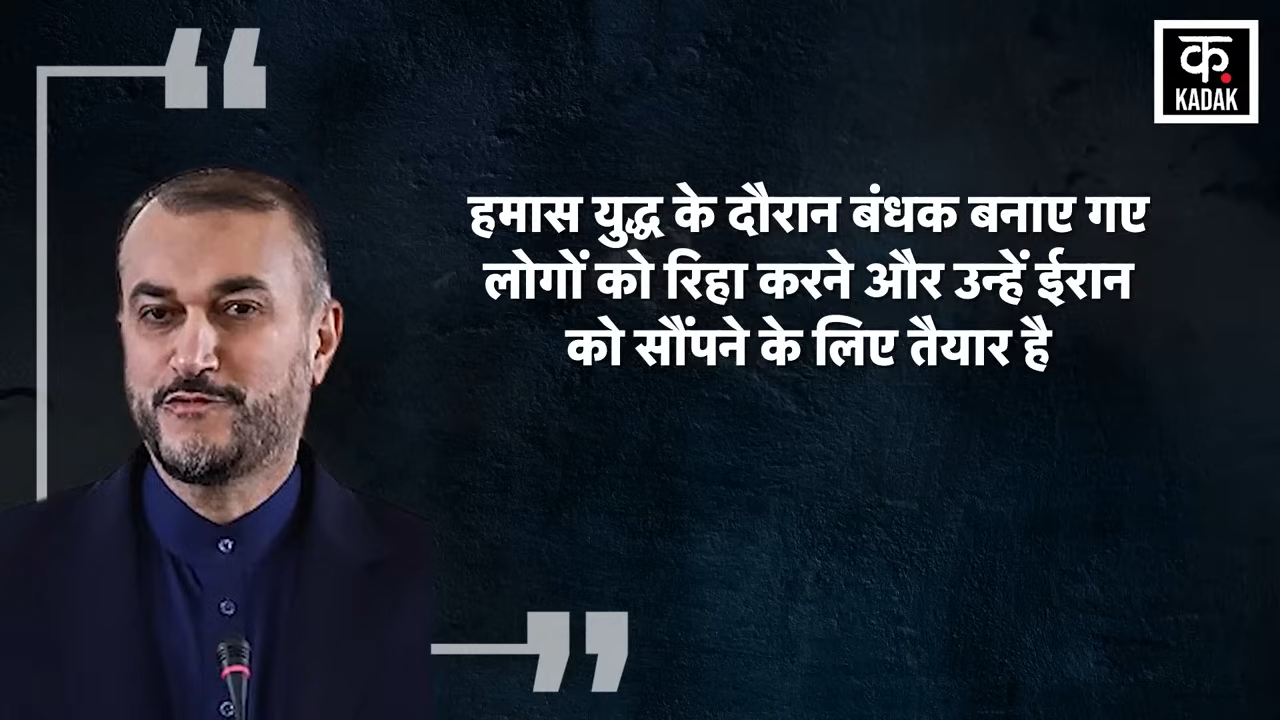 क.
KADAK
हमास युद्ध के दौरान बंधक बनाए गए
लोगों को रिहा करने और उन्हें ईरान
को सौंपने के लिए तैयार है